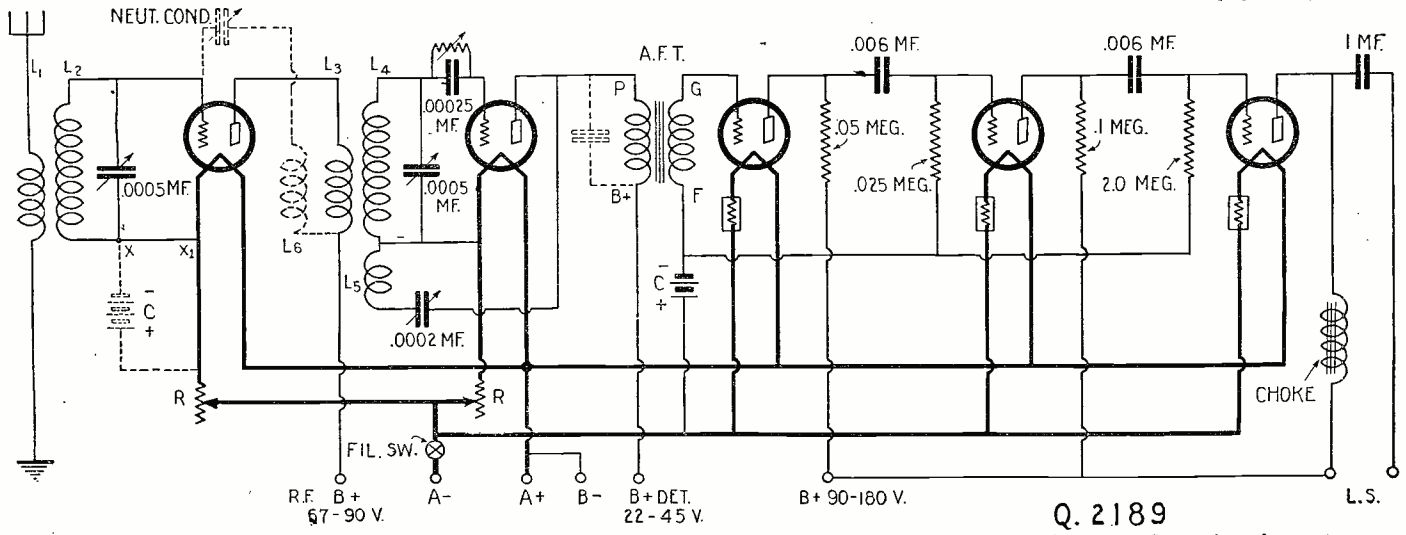 NEUT. COND.
L1
L2
L3
L4
.00025
MF.
A.F.T.
.006 MF.
.006 MF.
1 MF.
P
G
.0005 MF.
.0005
MF.
.05 MEG.
.025 MEG.
.1 MEG.
2.0 MEG.
B+
F
X
X1
L6
-
L5
-
C
+
-
C
+
.0002 MF.
R
R
CHOKE
FIL. SW.
R.F. B+
67-90 V.
A-
A+
B-
B+ DET.
22-45 V.
B+ 90-180 V.
L.S.
Q. 2189